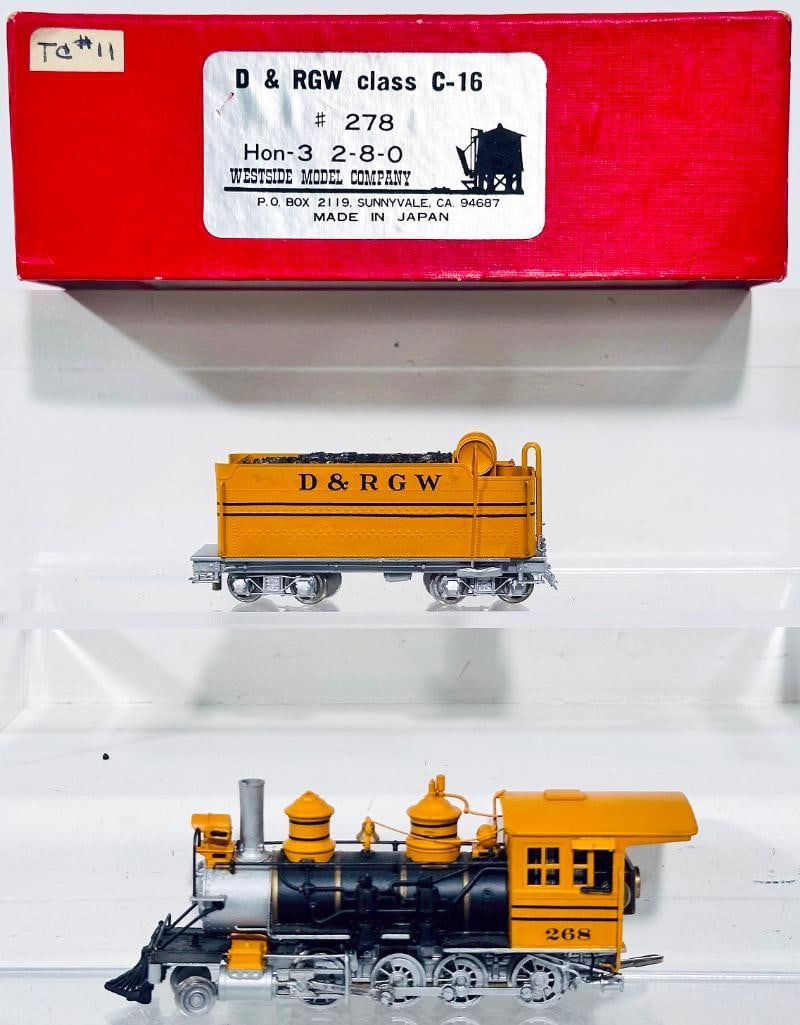 TC #11
D & RGW class C-16
# 278
Hon-3 2-8-0
WESTSIDE MODEL COMPANY
P.O. BOX 2119, SUNNYVALE, CA. 94687
MADE IN JAPAN
D & R G W
268